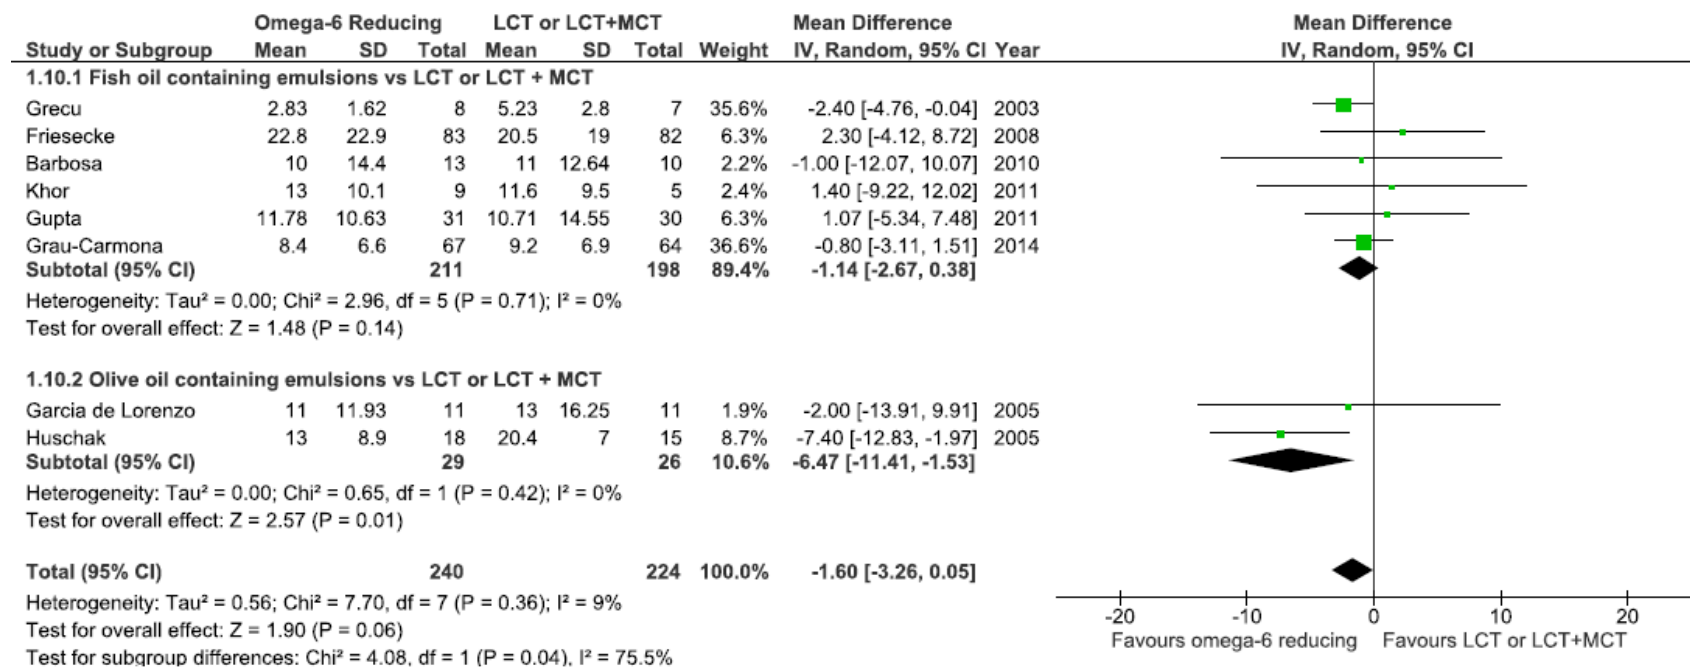 Omega-6 Reducing LCT or LCT+MCT Mean Difference Mean Difference
Study or Subgroup Mean SD Total Mean SD Total Weight IV, Random, 95% CI Year IV, Random, 95% CI
1.10.1 Fish oil containing emulsions vs LCT or LCT + MCT
Grecu 2.83 1.62 8 5.23 2.8 7 35.6% -2.40 [-4.76, -0.04] 2003
Friesecke 22.8 22.9 83 20.5 19 82 6.3% 2.30 [-4.12, 8.72] 2008
Barbosa 10 14.4 13 11 12.64 10 2.2% -1.00 [-12.07, 10.07] 2010
Khor 13 10.1 9 11.6 9.5 5 2.4% 1.40 [-9.22, 12.02] 2011
Gupta 11.78 10.63 31 10.71 14.55 30 6.3% 1.07 [-5.34, 7.48] 2011
Grau-Carmona 8.4 6.6 67 9.2 6.9 64 36.6% -0.80 [-3.11, 1.51] 2014
Subtotal (95% CI) 211 198 89.4% -1.14 [-2.67, 0.38]
Heterogeneity: Tau² = 0.00; Chi² = 2.96, df = 5 (P = 0.71); I² = 0%
Test for overall effect: Z = 1.48 (P = 0.14)
1.10.2 Olive oil containing emulsions vs LCT or LCT + MCT
Garcia de Lorenzo 11 11.93 11 13 16.25 11 1.9% -2.00 [-13.91, 9.91] 2005
Huschak 13 8.9 18 20.4 7 15 8.7% -7.40 [-12.83, -1.97] 2005
Subtotal (95% CI) 29 26 10.6% -6.47 [-11.41, -1.53]
Heterogeneity: Tau² = 0.00; Chi² = 0.65, df = 1 (P = 0.42); I² = 0%
Test for overall effect: Z = 2.57 (P = 0.01)
Total (95% CI) 240 224 100.0% -1.60 [-3.26, 0.05]
Heterogeneity: Tau² = 0.56; Chi² = 7.70, df = 7 (P = 0.36); I² = 9%
Test for overall effect: Z = 1.90 (P = 0.06)
Test for subgroup differences: Chi² = 4.08, df = 1 (P = 0.04), I² = 75.5%
-20 -10 0 10 20
Favours omega-6 reducing Favours LCT or LCT+MCT